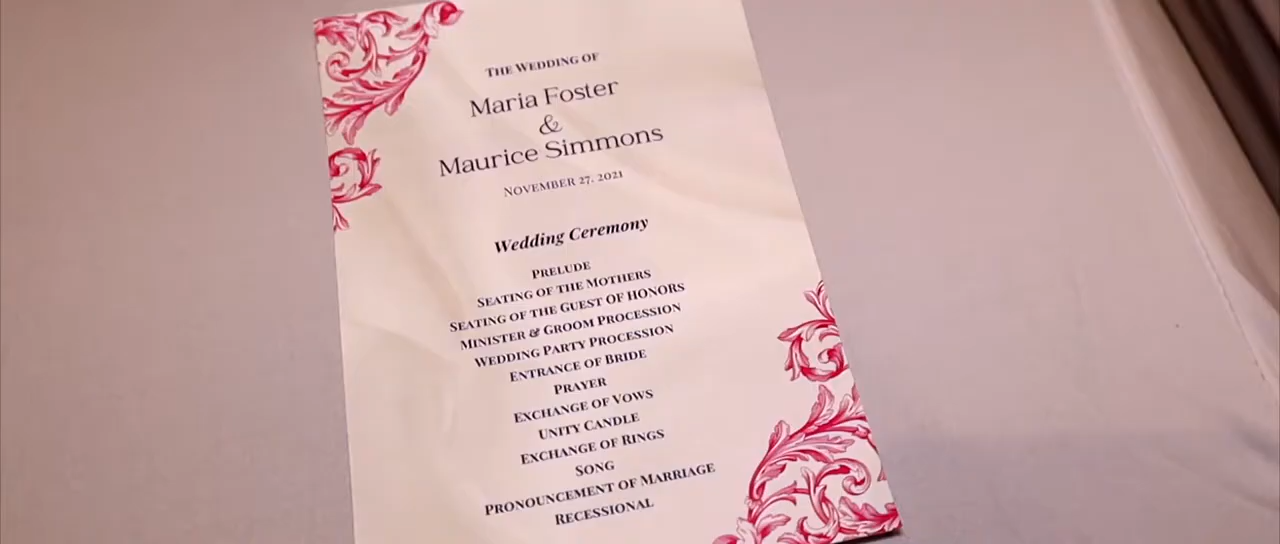 THE WEDDING OF
Maria Foster
&
Maurice Simmons
NOVEMBER 27, 2021
Wedding Ceremony
PRELUDE
SEATING OF THE MOTHERS
SEATING OF THE GUEST OF HONORS
MINISTER & GROOM PROCESSION
WEDDING PARTY PROCESSION
ENTRANCE OF BRIDE
PRAYER
EXCHANGE OF VOWS
UNITY CANDLE
EXCHANGE OF RINGS
SONG
PRONOUNCEMENT OF MARRIAGE
RECESSIONAL